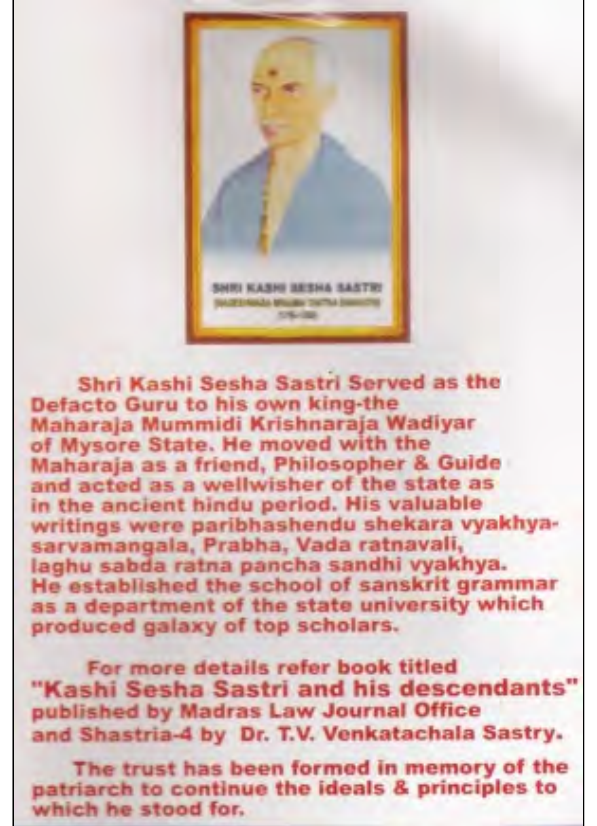 SHRI KASHI SESHA SASTRI
Shri Kashi Sesha Sastri Served as the
Defacto Guru to his own king-the
Maharaja Mummidi Krishnaraja Wadiyar
of Mysore State. He moved with the
Maharaja as a friend, Philosopher & Guide
and acted as a wellwisher of the state as
in the ancient hindu period. His valuable
writings were paribhashendu shekara vyakhya-
sarvamangala, Prabha, Vada ratnavali,
laghu sabda ratna pancha sandhi vyakhya.
He established the school of sanskrit grammar
as a department of the state university which
produced galaxy of top scholars.
For more details refer book titled
"Kashi Sesha Sastri and his descendants"
published by Madras Law Journal Office
and Shastria-4 by Dr. T.V. Venkatachala Sastry.
The trust has been formed in memory of the
patriarch to continue the ideals & principles to
which he stood for.